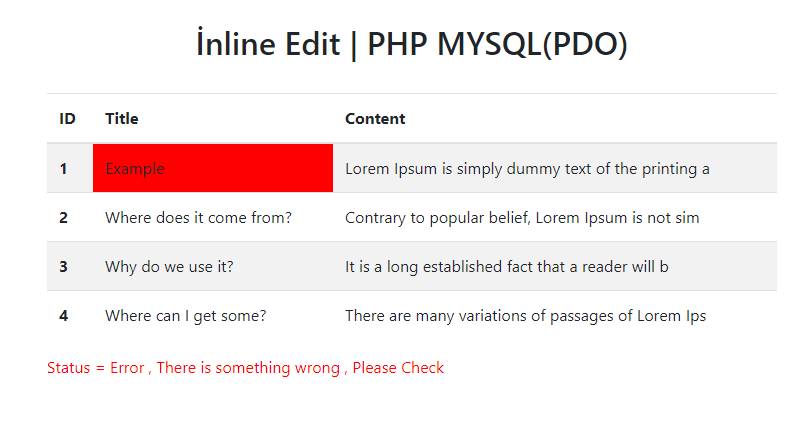 İnline Edit | PHP MYSQL(PDO)
ID Title Content
1 Example Lorem Ipsum is simply dummy text of the printing a
2 Where does it come from? Contrary to popular belief, Lorem Ipsum is not sim
3 Why do we use it? It is a long established fact that a reader will b
4 Where can I get some? There are many variations of passages of Lorem Ips
Status = Error , There is something wrong , Please Check